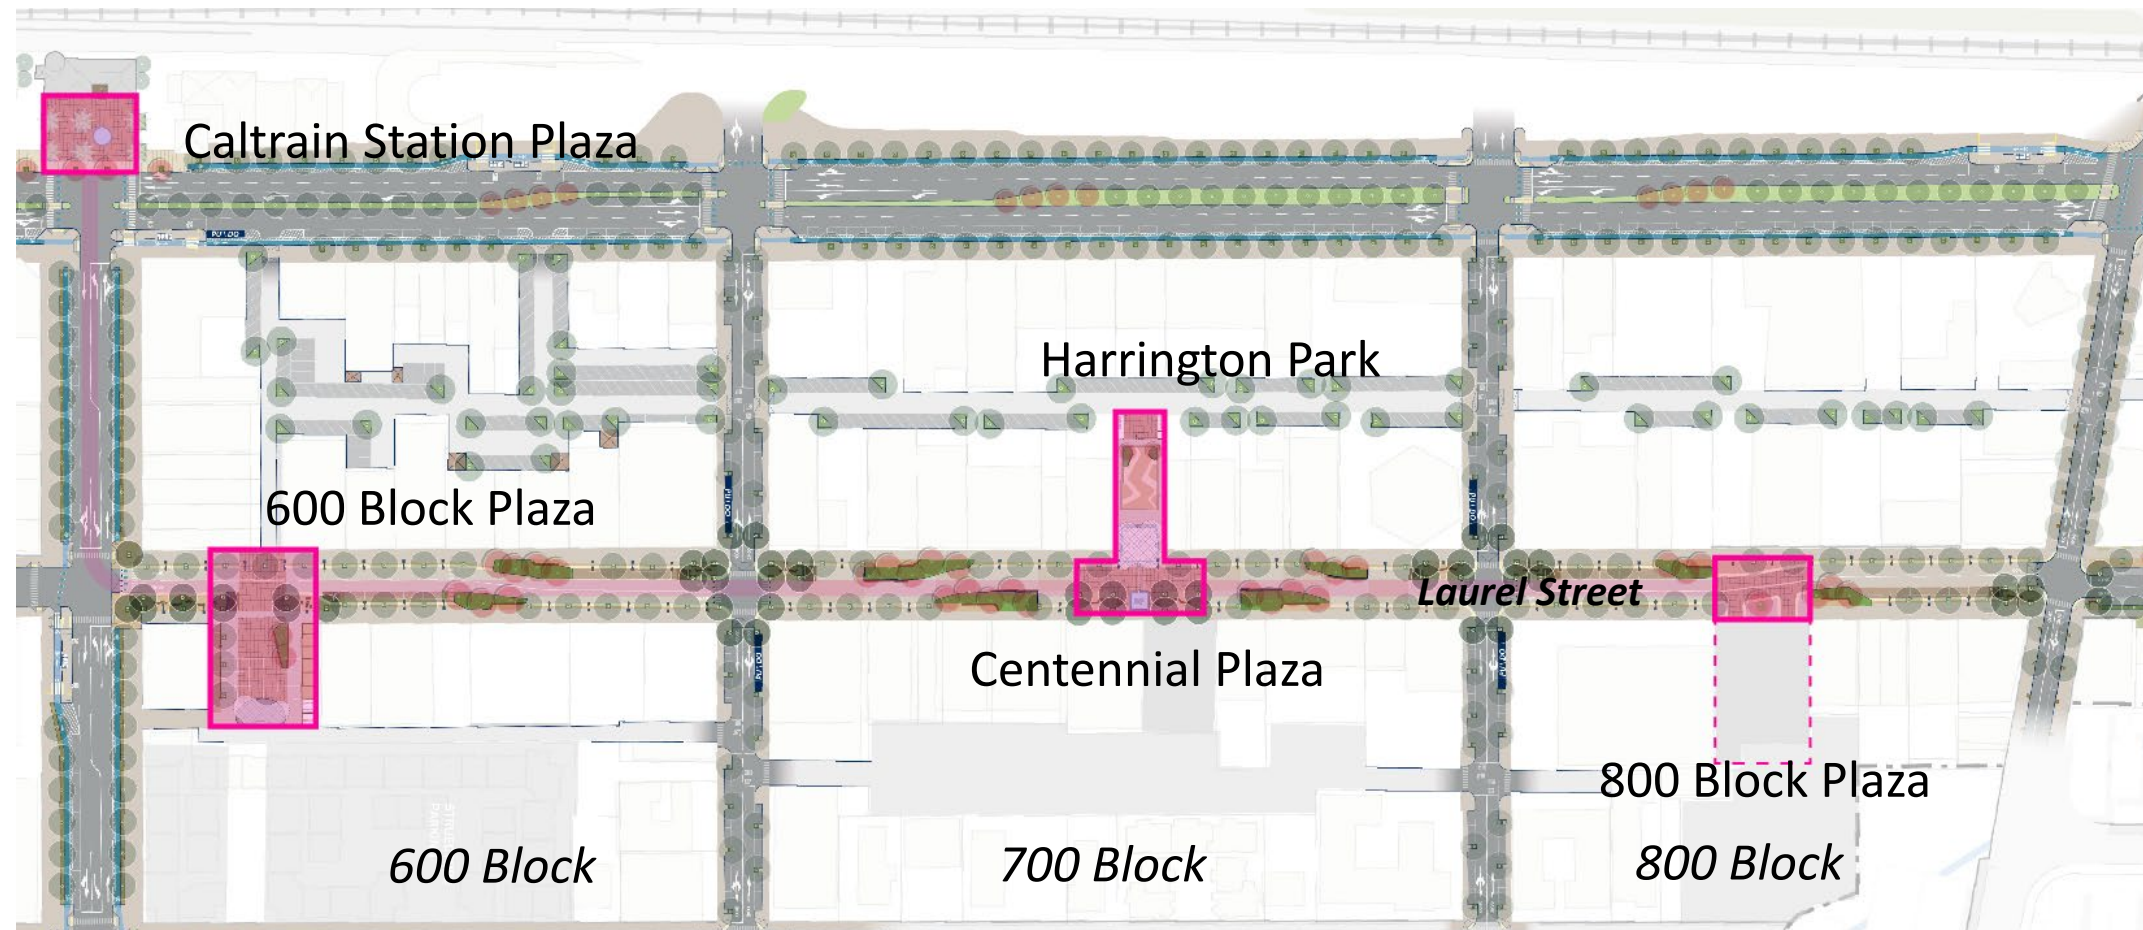 Caltrain Station Plaza
Harrington Park
600 Block Plaza
Laurel Street
Centennial Plaza
800 Block Plaza
600 Block
700 Block
800 Block